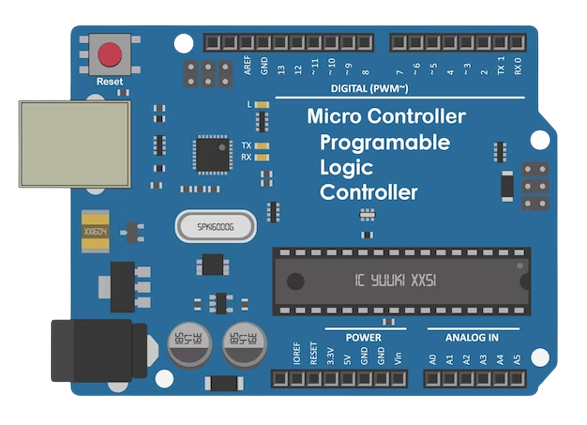 Reset
AREF
GND
13
12
~11
~10
~9
8
7
~6
~5
4
~3
2
TX 1
RX 0
DIGITAL (PWM~)
L
TX
RX
Micro Controller
Programable
Logic
Controller
SPK16000G
XX1604
IC YUUKI XX51
POWER
ANALOG IN
IOREF
RESET
3.3V
5V
GND
GND
Vin
A0
A1
A2
A3
A4
A5